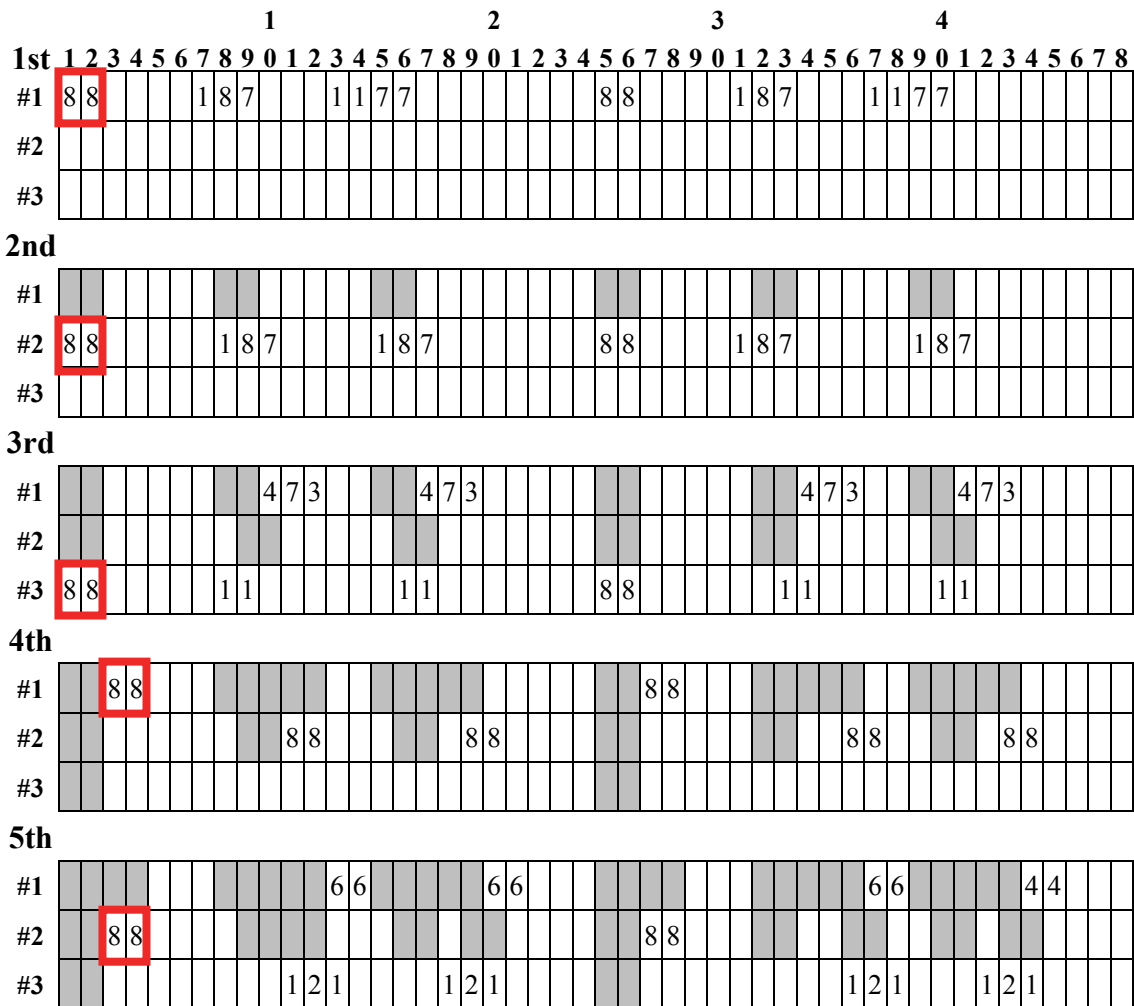 1 2 3 4
1st 1 2 3 4 5 6 7 8 9 0 1 2 3 4 5 6 7 8 9 0 1 2 3 4 5 6 7 8 9 0 1 2 3 4 5 6 7 8 9 0 1 2 3 4 5 6 7 8
#1 8 8 1 8 7 1 1 7 7 8 8 1 8 7 1 1 7 7
#2
#3
2nd
#1
#2 8 8 1 8 7 1 8 7 8 8 1 8 7 1 8 7
#3
3rd
#1 4 7 3 4 7 3 4 7 3 4 7 3
#2
#3 8 8 1 1 1 1 8 8 1 1 1 1
4th
#1 8 8 8 8
#2 8 8 8 8 8 8 8 8
#3
5th
#1 6 6 6 6 6 6 4 4
#2 8 8 8 8
#3 1 2 1 1 2 1 1 2 1 1 2 1